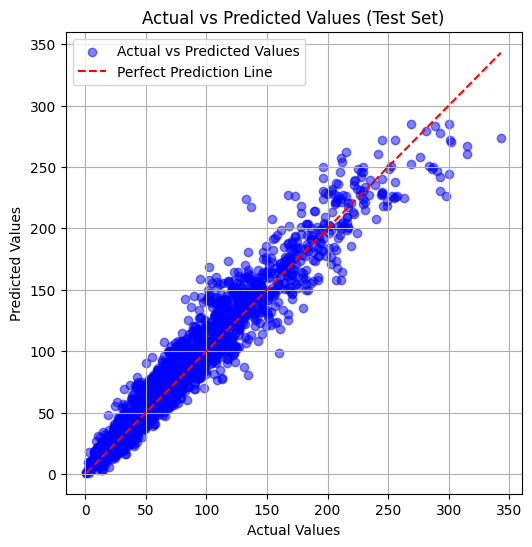 Actual vs Predicted Values (Test Set)
Actual vs Predicted Values
Perfect Prediction Line
350
300
250
200
150
100
50
0
Predicted Values
0 50 100 150 200 250 300 350
Actual Values